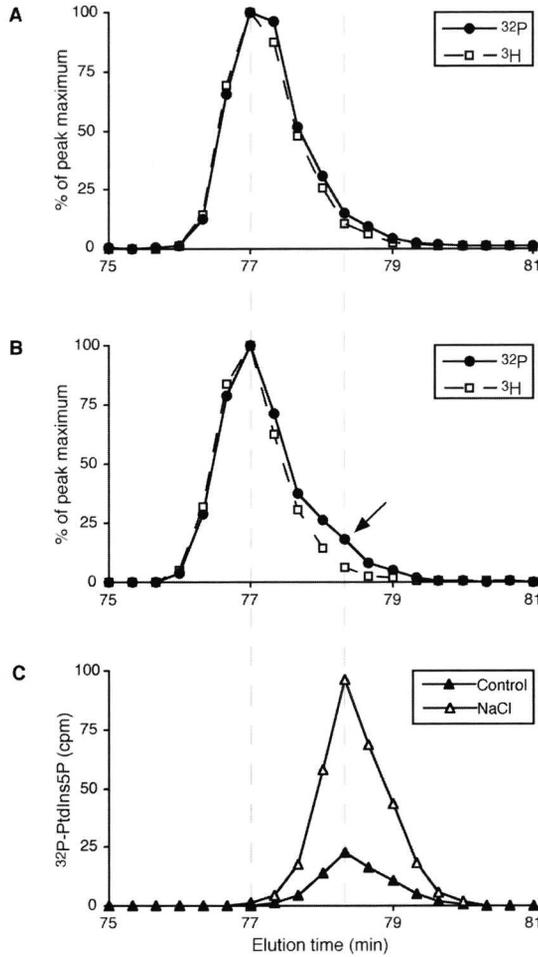 A
% of peak maximum
100
75
50
25
0
75 77 79 81
³²P
³H
B
% of peak maximum
100
75
50
25
0
75 77 79 81
³²P
³H
C
³²P-PtdIns5P (cpm)
100
75
50
25
0
75 77 79 81
Control
NaCl
Elution time (min)